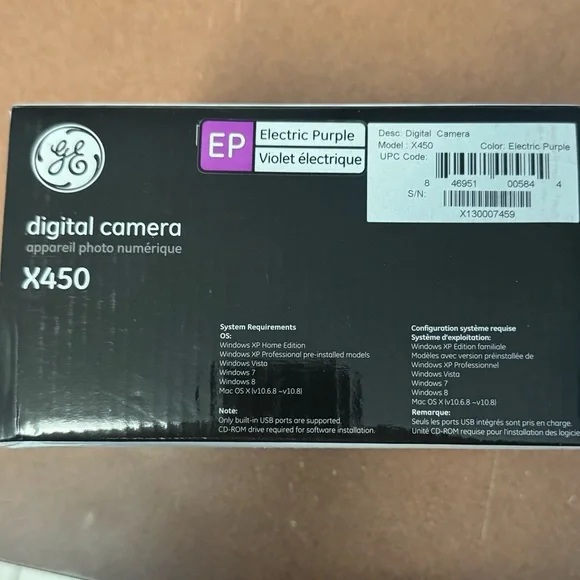 GE
EP
Electric Purple
Violet électrique
Desc: Digital Camera
Model : X450 Color: Electric Purple
UPC Code:
8 46951 00584 4
S/N:
X130007459
digital camera
appareil photo numérique
X450
System Requirements
OS:
Windows XP Home Edition
Windows XP Professional pre-installed models
Windows Vista
Windows 7
Windows 8
Mac OS X (v10.6.8 ~v10.8)
Note:
Only built-in USB ports are supported.
CD-ROM drive required for software installation.
Configuration système requise
Système d'exploitation:
Windows XP Edition familiale
Modèles avec version préinstallée de
Windows XP Professionnel
Windows Vista
Windows 7
Windows 8
Mac OS X (v10.6.8 ~v10.8)
Remarque:
Seuls les ports USB intégrés sont pris en charge.
Unité CD-ROM requise pour l'installation des logicie